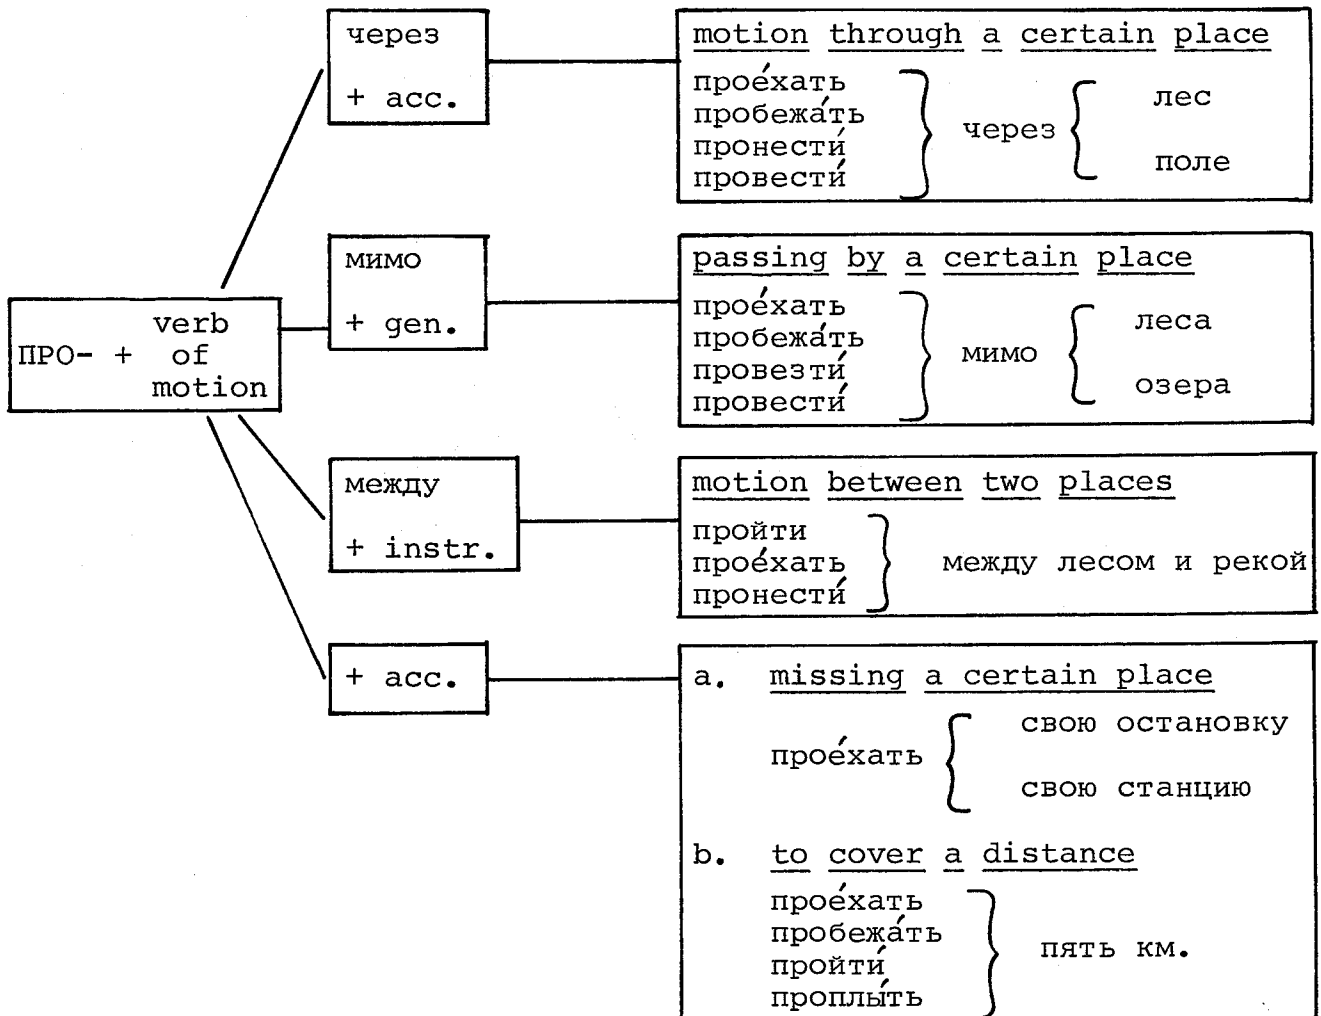 через
+ acc.
motion through a certain place
прое́хать
пробежа́ть
пронести́
провести́
через
лес
поле
мимо
+ gen.
passing by a certain place
прое́хать
пробежа́ть
провезти́
провести́
мимо
леса
озера
ПРО- + verb
of
motion
между
+ instr.
motion between two places
пройти
прое́хать
пронести́
между лесом и рекой
+ acc.
a. missing a certain place
прое́хать
свою остановку
свою станцию
b. to cover a distance
прое́хать
пробежа́ть
пройти́
проплы́ть
пять км.